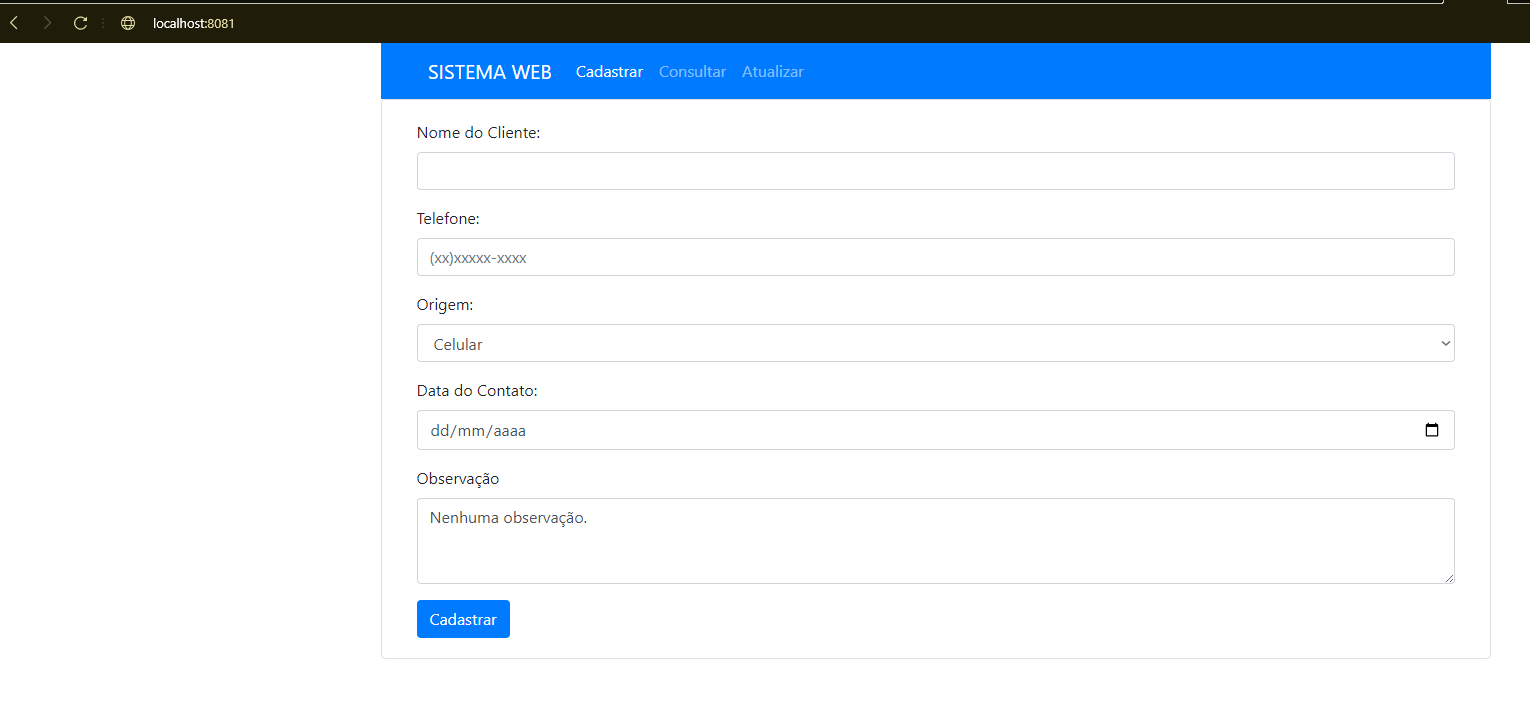 localhost:8081
SISTEMA WEB Cadastrar Consultar Atualizar
Nome do Cliente:
Telefone:
(xx)xxxxx-xxxx
Origem:
Celular
Data do Contato:
dd/mm/aaaa
Observação
Nenhuma observação.
Cadastrar